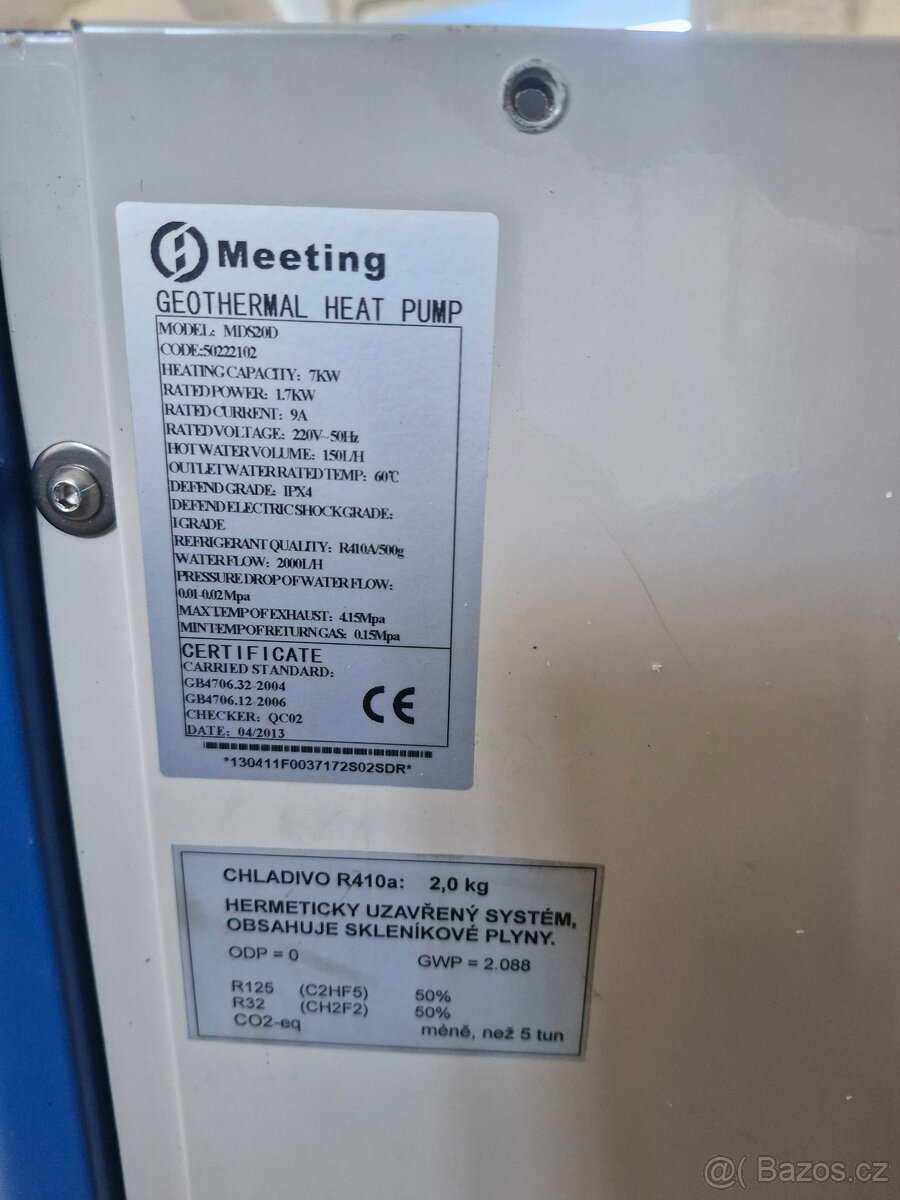 Meeting
GEOTHERMAL HEAT PUMP
MODEL: MDS20D
CODE:50222102
HEATING CAPACITY: 7KW
RATED POWER: 1.7KW
RATED CURRENT: 9A
RATED VOLTAGE: 220V~50Hz
HOT WATER VOLUME: 150L/H
OUTLET WATER RATED TEMP: 60℃
DEFEND GRADE: IPX4
DEFEND ELECTRIC SHOCK GRADE:
I GRADE
REFRIGERANT QUALITY: R410A/500g
WATER FLOW: 2000L/H
PRESSURE DROP OF WATER FLOW:
0.01-0.02Mpa
MAX TEMP OF EXHAUST: 4.15Mpa
MIN TEMP OF RETURN GAS: 0.15Mpa
CERTIFICATE
CARRIED STANDARD:
GB4706.32-2004
GB4706.12-2006
CE
CHECKER: QC02
DATE: 04/2013
*130411F0037172S02SDR*
CHLADIVO R410a: 2,0 kg
HERMETICKY UZAVŘENÝ SYSTÉM,
OBSAHUJE SKLENÍKOVÉ PLYNY.
ODP = 0 GWP = 2.088
R125 (C2HF5) 50%
R32 (CH2F2) 50%
CO2-eq méně, než 5 tun
@( Bazos.cz